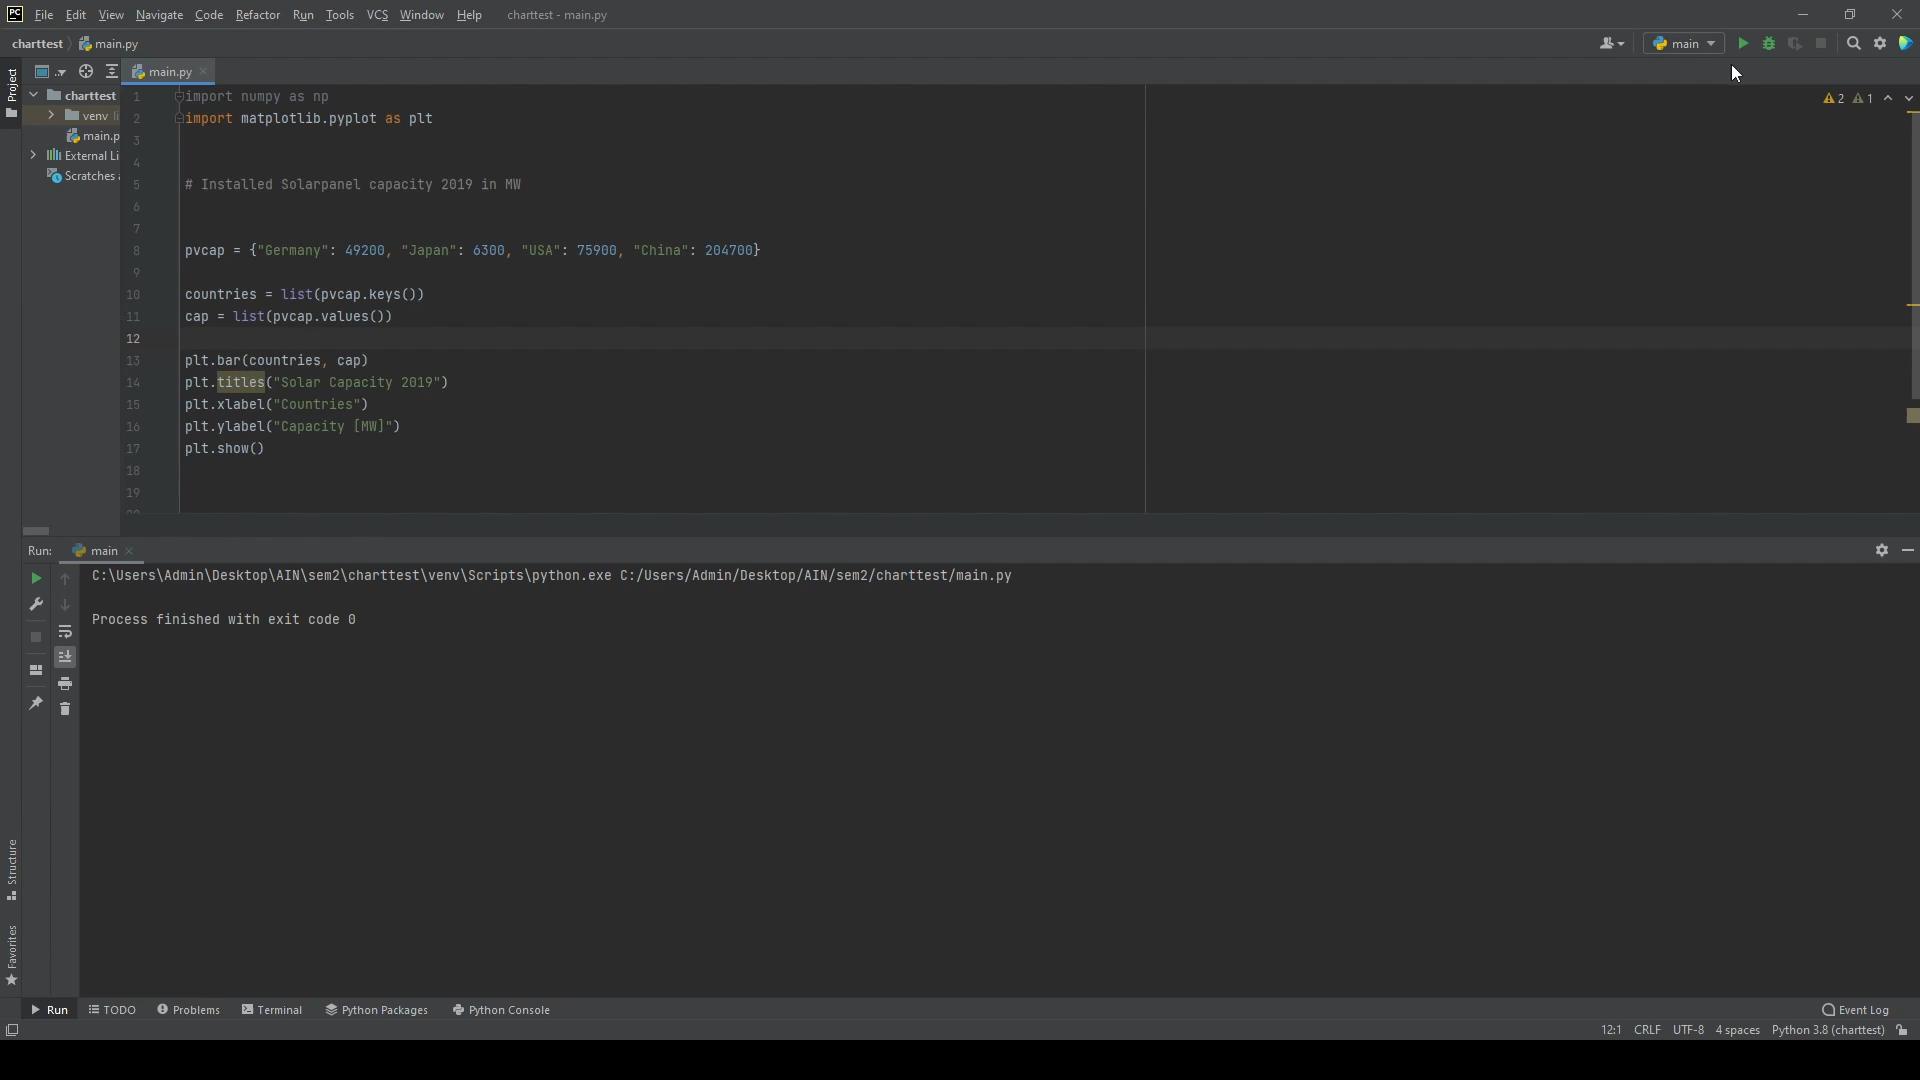 PC File Edit View Navigate Code Refactor Run Tools VCS Window Help charttest - main.py
charttest main.py main
Project .. main.py
charttest
venv li
main.p
External Li
Scratches a
2 1
1 import numpy as np
2 import matplotlib.pyplot as plt
3
4
5 # Installed Solarpanel capacity 2019 in MW
6
7
8 pvcap = {"Germany": 49200, "Japan": 6300, "USA": 75900, "China": 204700}
9
10 countries = list(pvcap.keys())
11 cap = list(pvcap.values())
12
13 plt.bar(countries, cap)
14 plt.titles("Solar Capacity 2019")
15 plt.xlabel("Countries")
16 plt.ylabel("Capacity [MW]")
17 plt.show()
18
19
Run: main
C:\Users\Admin\Desktop\AIN\sem2\charttest\venv\Scripts\python.exe C:/Users/Admin/Desktop/AIN/sem2/charttest/main.py
Process finished with exit code 0
Structure
Favorites
Run TODO Problems Terminal Python Packages Python Console Event Log
12:1 CRLF UTF-8 4 spaces Python 3.8 (charttest)